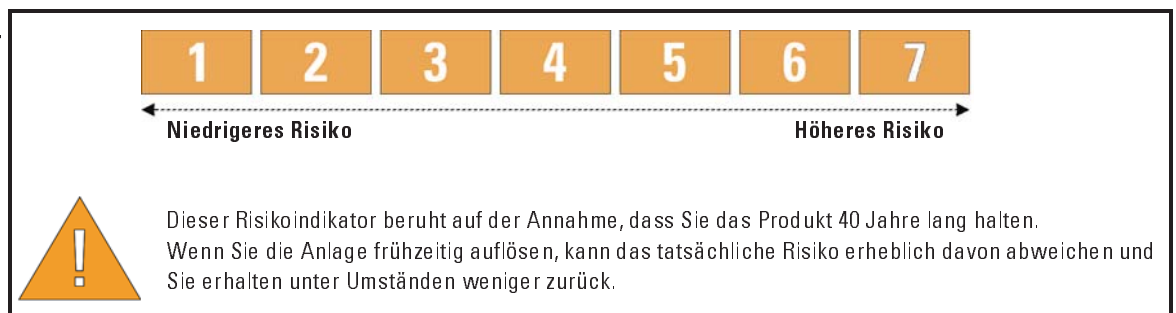 1 2 3 4 5 6 7
Niedrigeres Risiko Höheres Risiko
!
Dieser Risikoindikator beruht auf der Annahme, dass Sie das Produkt 40 Jahre lang halten.
Wenn Sie die Anlage frühzeitig auflösen, kann das tatsächliche Risiko erheblich davon abweichen und
Sie erhalten unter Umständen weniger zurück.